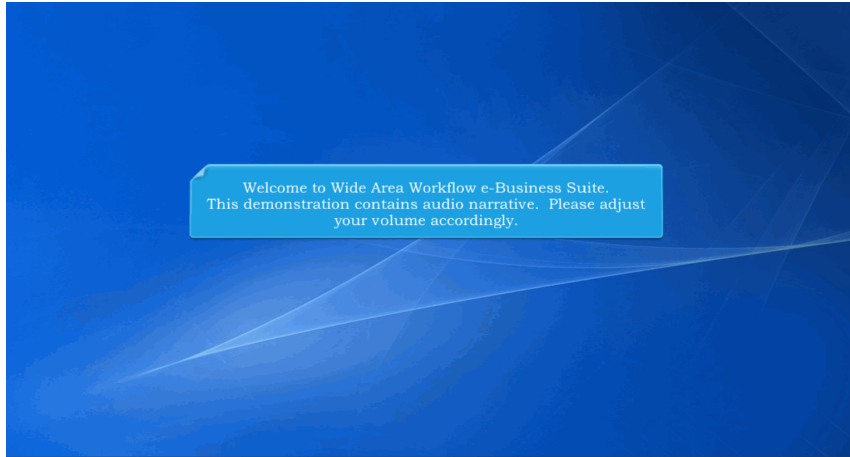 Welcome to Wide Area Workflow e-Business Suite.
This demonstration contains audio narrative.  Please adjust
your volume accordingly.